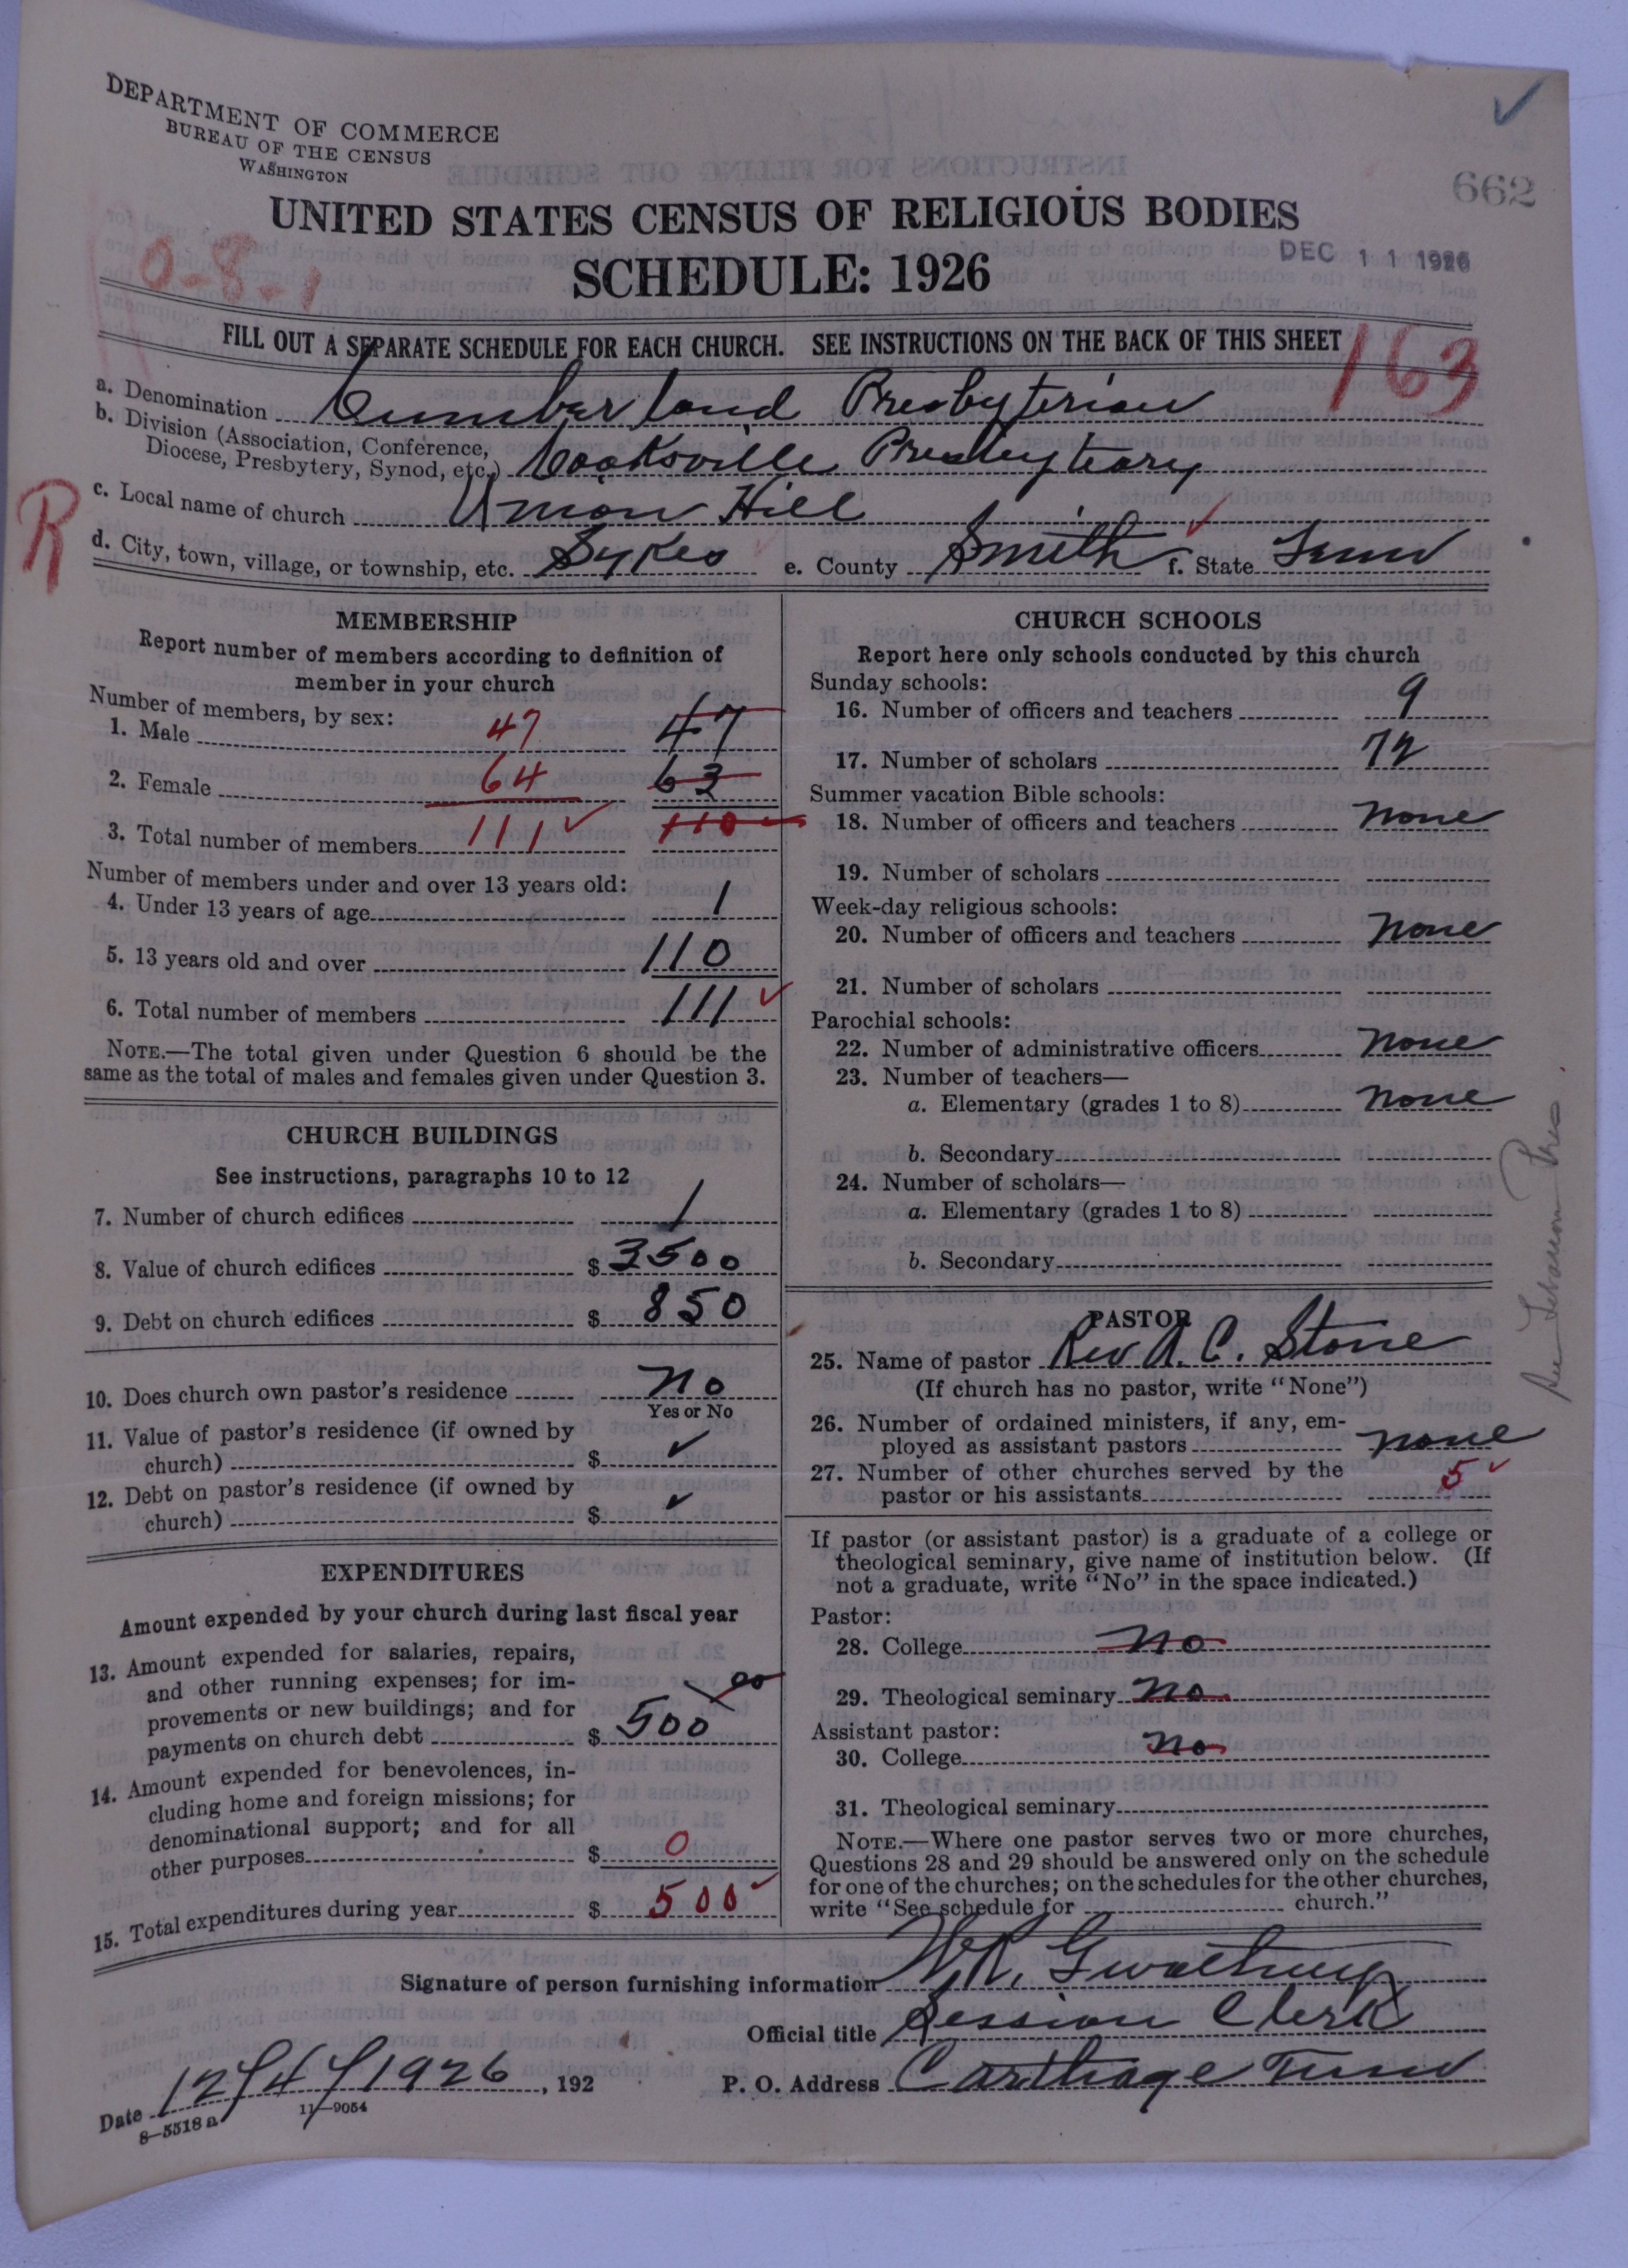 DEPARTMENT OF COMMERCE
BUREAU OF THE CENSUS
WASHINGTON
662
UNITED STATES CENSUS OF RELIGIOUS BODIES
DEC 11 1926
SCHEDULE: 1926
0-8-1
FILL OUT A SEPARATE SCHEDULE FOR EACH CHURCH. SEE INSTRUCTIONS ON THE BACK OF THIS SHEET
163
a. Denomination Cumberland Presbyterian
b. Division (Association, Conference,
Diocese, Presbytery, Synod, etc.) Cooksville Presbyteary
R
c. Local name of church Union Hill
d. City, town, village, or township, etc. Sykes e. County Smith f. State Tenn
MEMBERSHIP
Report number of members according to definition of
member in your church
Number of members, by sex:
1. Male 47 47
2. Female 64 63
3. Total number of members 111 ✓ 110
Number of members under and over 13 years old:
4. Under 13 years of age 1
5. 13 years old and over 110
6. Total number of members 111 ✓
NOTE.—The total given under Question 6 should be the
same as the total of males and females given under Question 3.
CHURCH BUILDINGS
See instructions, paragraphs 10 to 12
7. Number of church edifices 1
8. Value of church edifices $ 3500
9. Debt on church edifices $ 850
10. Does church own pastor's residence no
Yes or No
11. Value of pastor's residence (if owned by
church) $ ✓
12. Debt on pastor's residence (if owned by
church) $ ✓
EXPENDITURES
Amount expended by your church during last fiscal year
13. Amount expended for salaries, repairs,
and other running expenses; for im-
provements or new buildings; and for
payments on church debt $ 500 00
14. Amount expended for benevolences, in-
cluding home and foreign missions; for
denominational support; and for all
other purposes $ 0
15. Total expenditures during year $ 500 ✓
CHURCH SCHOOLS
Report here only schools conducted by this church
Sunday schools:
16. Number of officers and teachers 9
17. Number of scholars 72
Summer vacation Bible schools:
18. Number of officers and teachers none
19. Number of scholars
Week-day religious schools:
20. Number of officers and teachers none
21. Number of scholars
Parochial schools:
22. Number of administrative officers none
23. Number of teachers—
a. Elementary (grades 1 to 8) none
b. Secondary
24. Number of scholars—
a. Elementary (grades 1 to 8)
b. Secondary
PASTOR
25. Name of pastor Rev A. C. Stone
(If church has no pastor, write "None")
26. Number of ordained ministers, if any, em-
ployed as assistant pastors none
27. Number of other churches served by the
pastor or his assistants 5 ✓
If pastor (or assistant pastor) is a graduate of a college or
theological seminary, give name of institution below. (If
not a graduate, write "No" in the space indicated.)
Pastor:
28. College no
29. Theological seminary no
Assistant pastor:
30. College no
31. Theological seminary
NOTE.—Where one pastor serves two or more churches,
Questions 28 and 29 should be answered only on the schedule
for one of the churches; on the schedules for the other churches,
write "See schedule for church."
See Lebanon Pres
Signature of person furnishing information W. R. Gwaltney
Official title Session Clerk
Date 12/4/1926, 192
P. O. Address Carthage Tenn
8—5518 a
11—9054